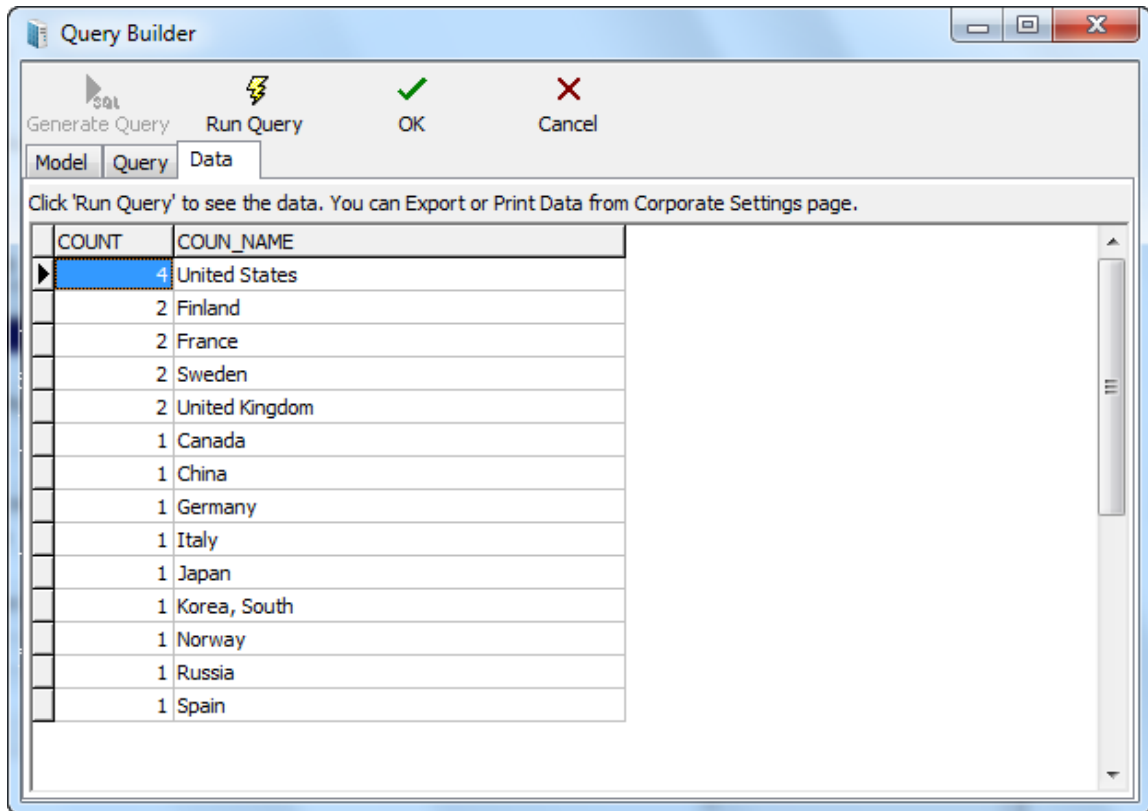 Query Builder
SQL
Generate Query Run Query OK Cancel
Model Query Data
Click 'Run Query' to see the data. You can Export or Print Data from Corporate Settings page.
COUNT COUN_NAME
4 United States
2 Finland
2 France
2 Sweden
2 United Kingdom
1 Canada
1 China
1 Germany
1 Italy
1 Japan
1 Korea, South
1 Norway
1 Russia
1 Spain